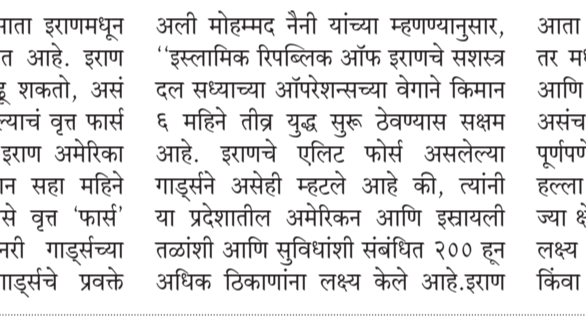 माता इराणमधून
त आहे. इराण
शकतो, असं
ल्याचं वृत्त फार्स
इराण अमेरिका
ान सहा महिने
से वृत्त ‘फार्स’
नरी गार्ड्सच्या
गार्ड्सचे प्रवक्ते
अली मोहम्मद नैनी यांच्या म्हणण्यानुसार,
‘‘इस्लामिक रिपब्लिक ऑफ इराणचे सशस्त्र
दल सध्याच्या ऑपरेशन्सच्या वेगाने किमान
६ महिने तीव्र युद्ध सुरू ठेवण्यास सक्षम
आहे. इराणचे एलिट फोर्स असलेल्या
गार्ड्सने असेही म्हटले आहे की, त्यांनी
या प्रदेशातील अमेरिकन आणि इस्रायली
तळांशी आणि सुविधांशी संबंधित २०० हून
अधिक ठिकाणांना लक्ष्य केले आहे.इराण
आता
तर
आणि
असंच
पूर्णपणे
हल्ला
ज्या
लक्ष्य
किंवा